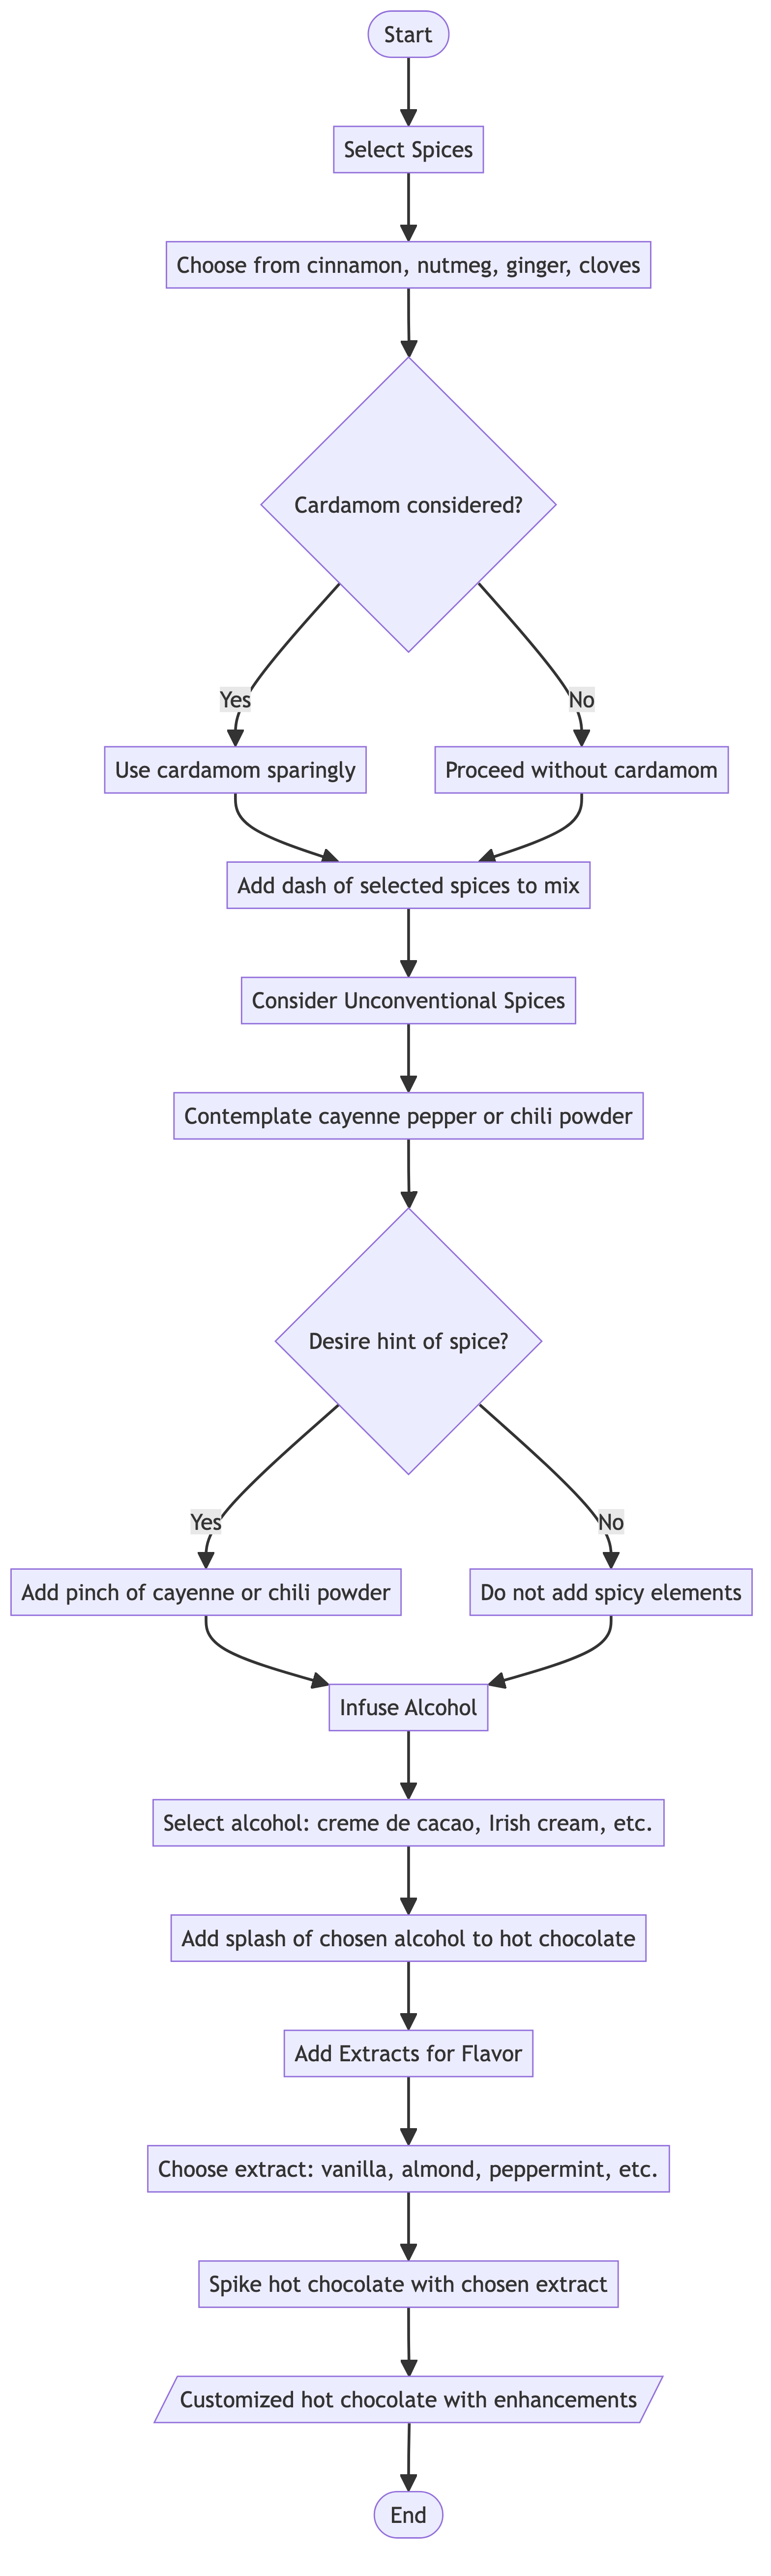 Start
Select Spices
Choose from cinnamon, nutmeg, ginger, cloves
Cardamom considered?
Yes
No
Use cardamom sparingly
Proceed without cardamom
Add dash of selected spices to mix
Consider Unconventional Spices
Contemplate cayenne pepper or chili powder
Desire hint of spice?
Yes
No
Add pinch of cayenne or chili powder
Do not add spicy elements
Infuse Alcohol
Select alcohol: creme de cacao, Irish cream, etc.
Add splash of chosen alcohol to hot chocolate
Add Extracts for Flavor
Choose extract: vanilla, almond, peppermint, etc.
Spike hot chocolate with chosen extract
Customized hot chocolate with enhancements
End